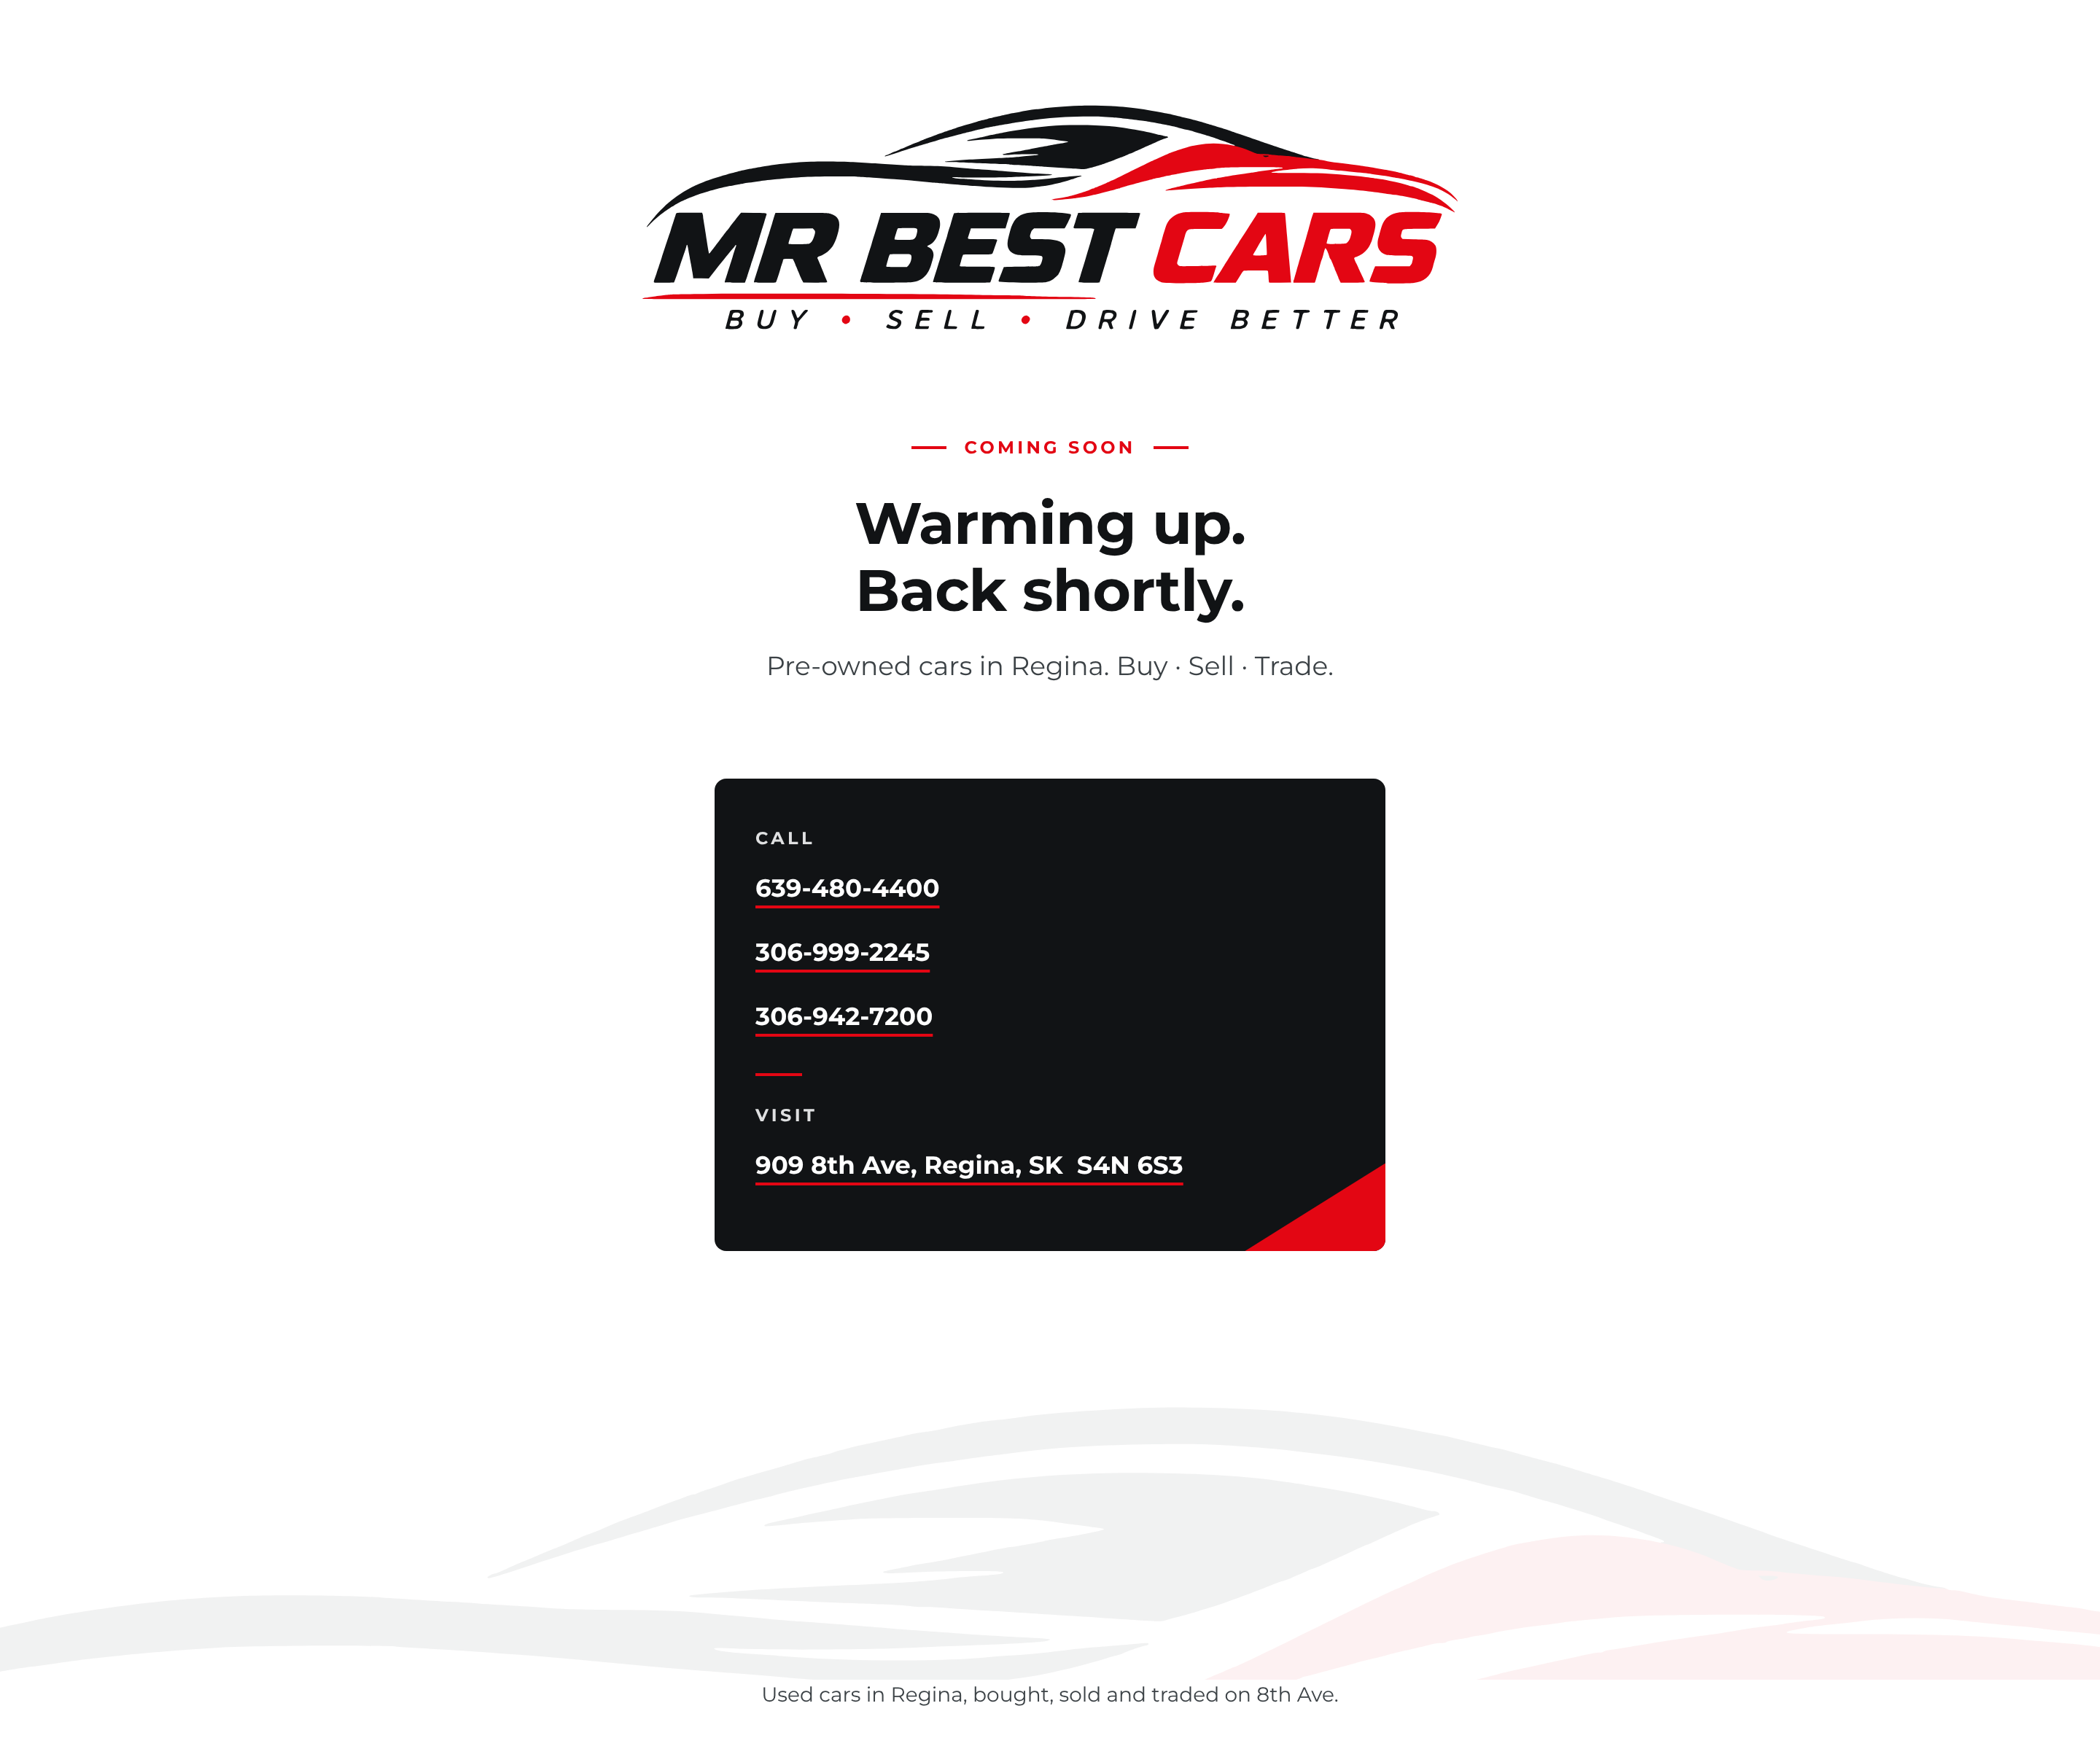 MR BEST CARS
BUY • SELL • DRIVE BETTER
COMING SOON
Warming up.
Back shortly.
Pre-owned cars in Regina. Buy · Sell · Trade.
CALL
639-480-4400
306-999-2245
306-942-7200
VISIT
909 8th Ave, Regina, SK  S4N 6S3
Used cars in Regina, bought, sold and traded on 8th Ave.